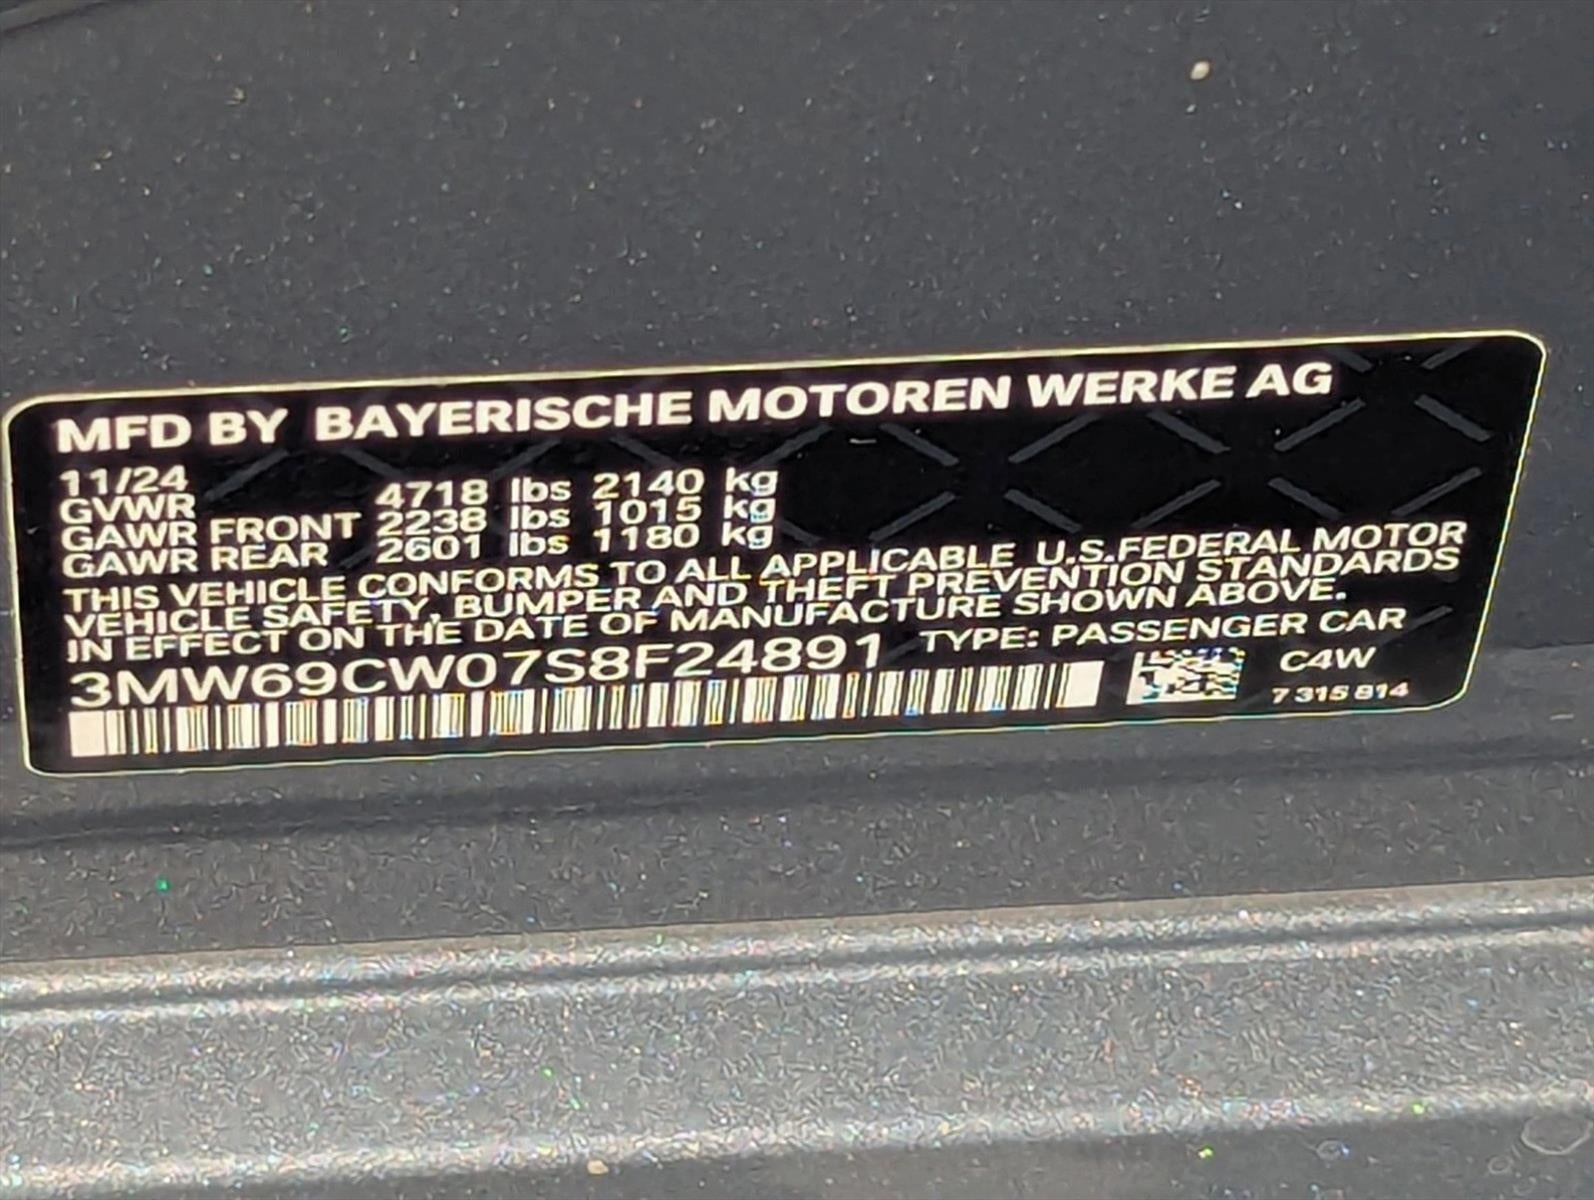 MFD BY BAYERISCHE MOTOREN WERKE AG
11/24
GVWR 4718 lbs 2140 kg
GAWR FRONT 2238 lbs 1015 kg
GAWR REAR 2601 lbs 1180 kg
THIS VEHICLE CONFORMS TO ALL APPLICABLE U.S.FEDERAL MOTOR
VEHICLE SAFETY, BUMPER AND THEFT PREVENTION STANDARDS
IN EFFECT ON THE DATE OF MANUFACTURE SHOWN ABOVE.
3MW69CW07S8F24891 TYPE: PASSENGER CAR
C4W
7 315 814